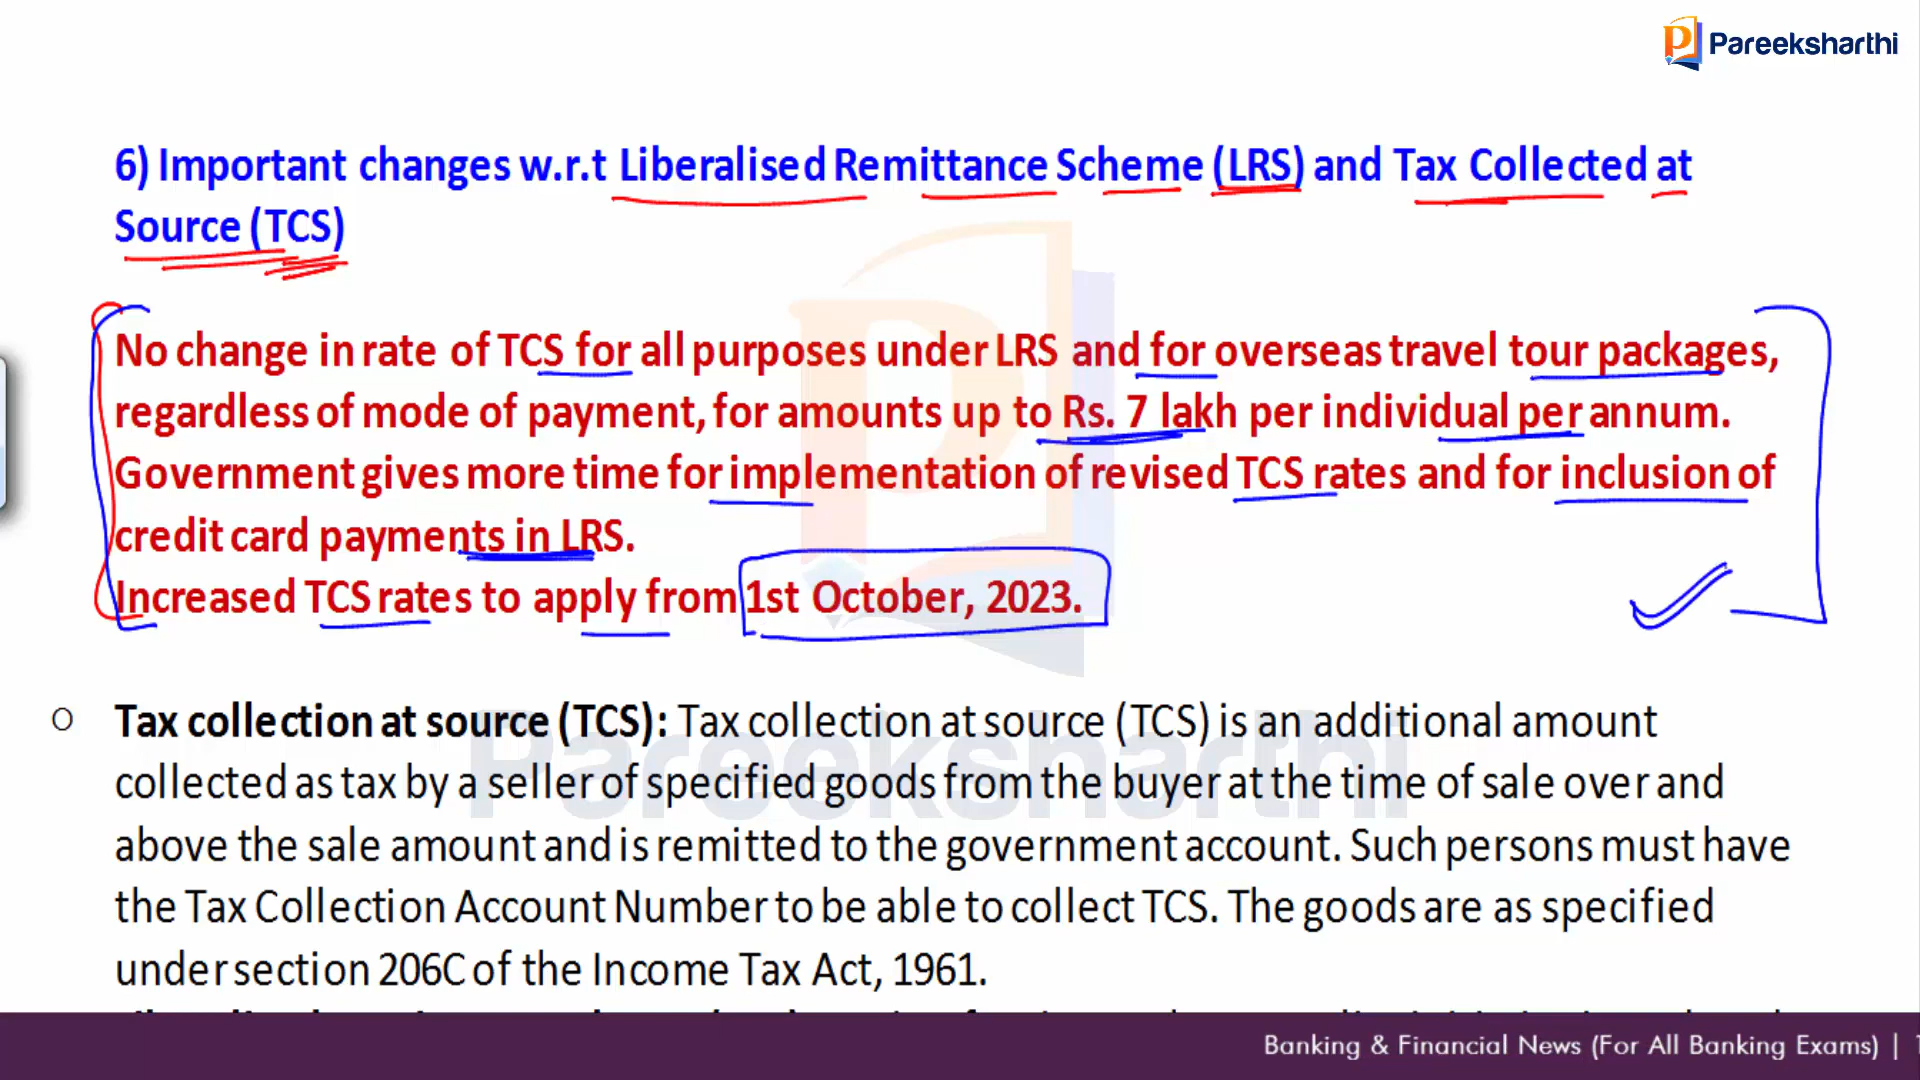 Pareeksharthi
6) Important changes w.r.t Liberalised Remittance Scheme (LRS) and Tax Collected at
Source (TCS)
No change in rate of TCS for all purposes under LRS and for overseas travel tour packages,
regardless of mode of payment, for amounts up to Rs. 7 lakh per individual per annum.
Government gives more time for implementation of revised TCS rates and for inclusion of
credit card payments in LRS.
Increased TCS rates to apply from 1st October, 2023.
Pareeksharthi
O Tax collection at source (TCS): Tax collection at source (TCS) is an additional amount
collected as tax by a seller of specified goods from the buyer at the time of sale over and
above the sale amount and is remitted to the government account. Such persons must have
the Tax Collection Account Number to be able to collect TCS. The goods are as specified
under section 206C of the Income Tax Act, 1961.
Banking & Financial News (For All Banking Exams) |